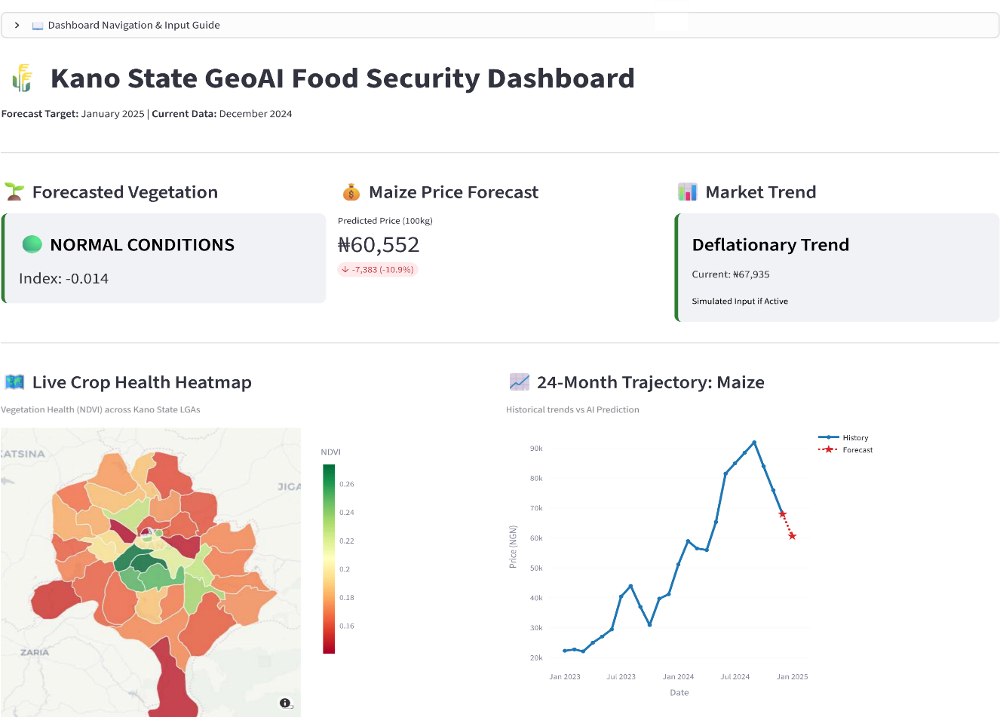 Dashboard Navigation & Input Guide
Kano State GeoAI Food Security Dashboard
Forecast Target: January 2025 | Current Data: December 2024
Forecasted Vegetation
NORMAL CONDITIONS
Index: -0.014
Maize Price Forecast
Predicted Price (100kg)
₦60,552
↓ -7,383 (-10.9%)
Market Trend
Deflationary Trend
Current: ₦67,935
Simulated Input if Active
Live Crop Health Heatmap
Vegetation Health (NDVI) across Kano State LGAs
KATSINA
JIGA
ZARIA
NDVI
0.26
0.24
0.22
0.2
0.18
0.16
24-Month Trajectory: Maize
Historical trends vs AI Prediction
History
Forecast
Price (NGN)
90k
80k
70k
60k
50k
40k
30k
20k
Jan 2023
Jul 2023
Jan 2024
Jul 2024
Jan 2025
Date